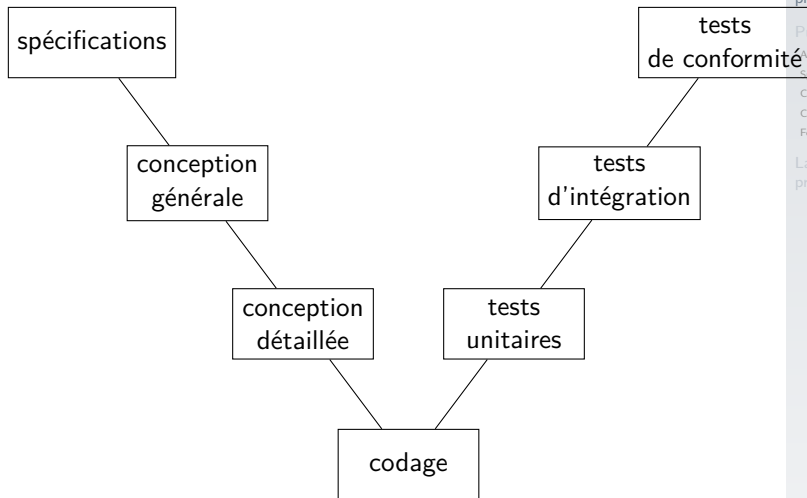 spécifications
tests
de conformité
conception
générale
tests
d'intégration
conception
détaillée
tests
unitaires
codage